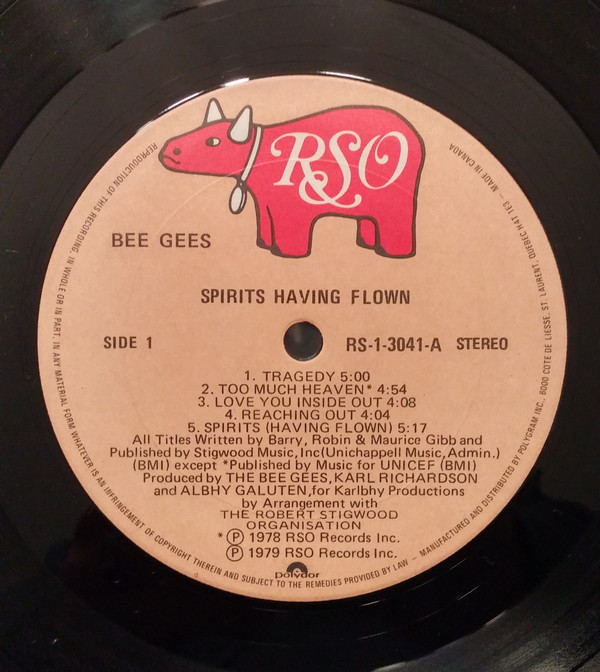 RSO
BEE GEES
SPIRITS HAVING FLOWN
SIDE 1
RS-1-3041-A STEREO
1. TRAGEDY 5:00
2. TOO MUCH HEAVEN* 4:54
3. LOVE YOU INSIDE OUT 4:08
4. REACHING OUT 4:04
5. SPIRITS (HAVING FLOWN) 5:17
All Titles Written by Barry, Robin & Maurice Gibb and
Published by Stigwood Music, Inc (Unichappell Music, Admin.)
(BMI) except *Published by Music for UNICEF (BMI)
Produced by THE BEE GEES, KARL RICHARDSON
and ALBHY GALUTEN, for Karlbhy Productions
by Arrangement with
THE ROBERT STIGWOOD
ORGANISATION
* Ⓟ 1978 RSO Records Inc.
Ⓟ 1979 RSO Records Inc.
polydor
REPRODUCTION OF THIS RECORDING, IN WHOLE OR IN PART, IN ANY MATERIAL FORM WHATEVER IS AN INFRINGEMENT OF COPYRIGHT THEREIN AND SUBJECT TO THE REMEDIES PROVIDED BY LAW – MANUFACTURED AND DISTRIBUTED BY POLYGRAM INC., 6000 COTE DE LIESSE, ST. LAURENT, QUEBEC H4T 1E3 – MADE IN CANADA